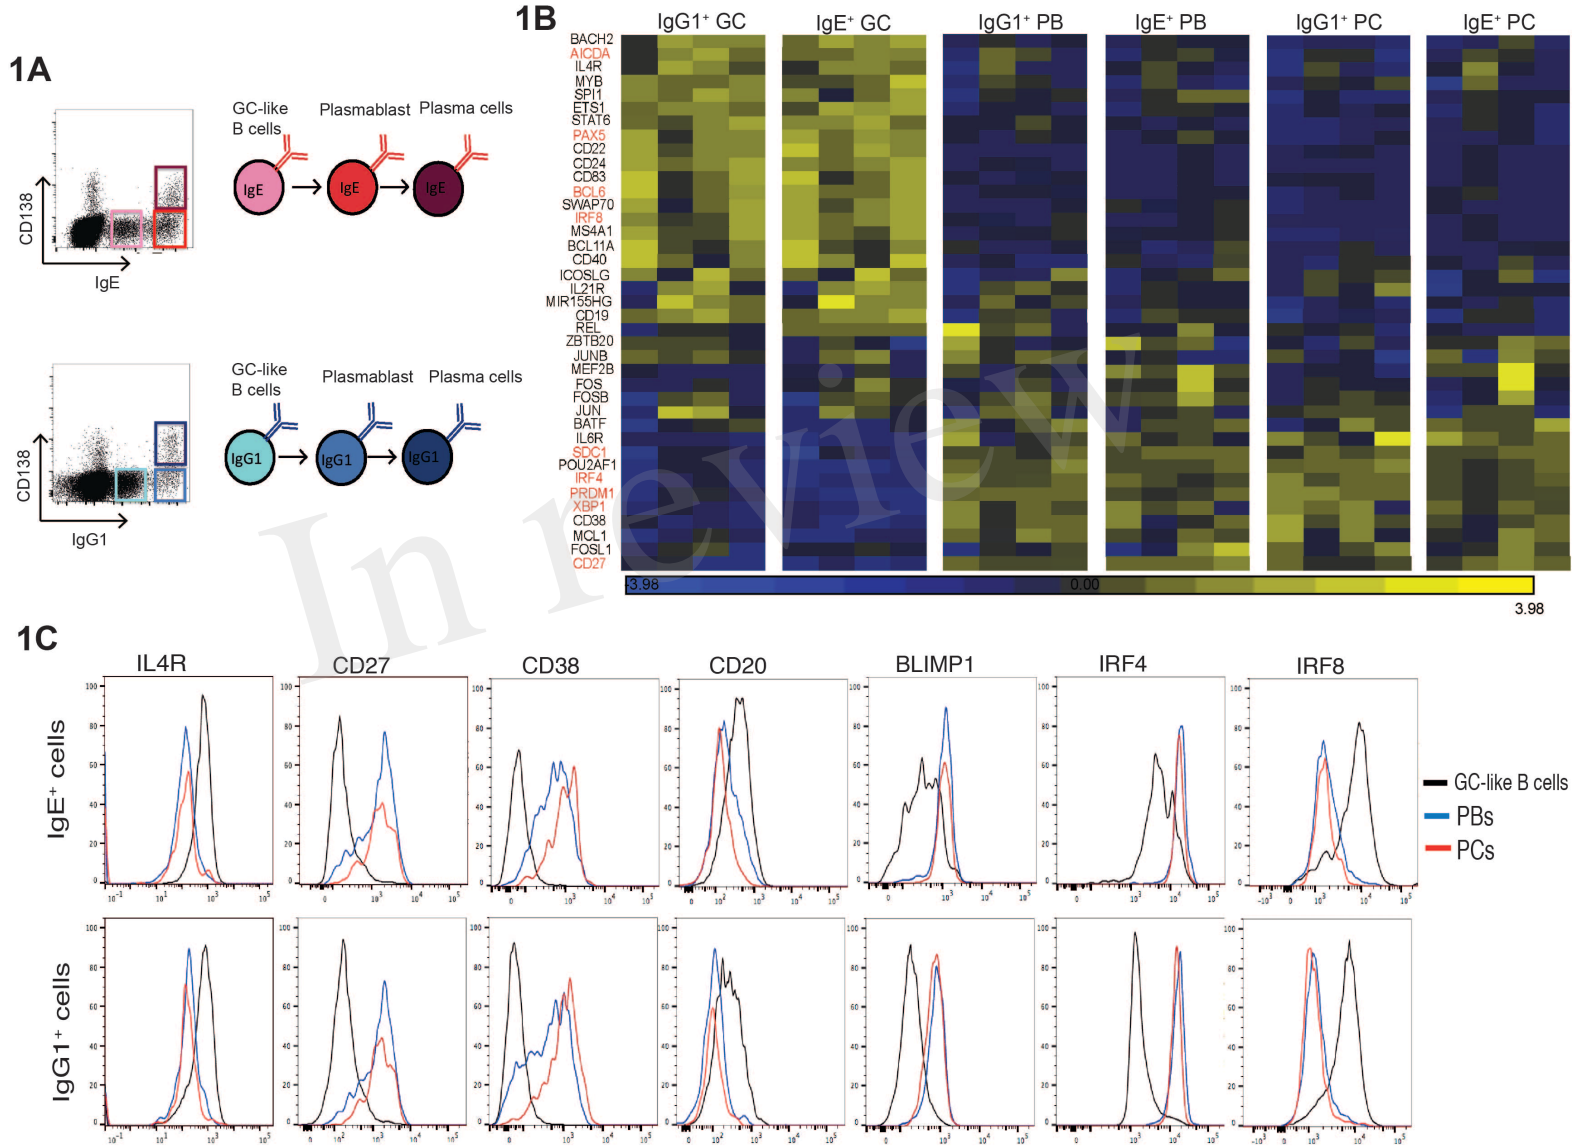 1A
GC-like
B cells
Plasmablast
Plasma cells
IgE
IgE
IgE
CD138
IgE
GC-like
B cells
Plasmablast
Plasma cells
IgG1
IgG1
IgG1
CD138
IgG1
1B
IgG1+ GC
IgE+ GC
IgG1+ PB
IgE+ PB
IgG1+ PC
IgE+ PC
BACH2
AICDA
IL4R
MYB
SPI1
ETS1
STAT6
PAX5
CD22
CD24
CD83
BCL6
SWAP70
IRF8
MS4A1
BCL11A
CD40
ICOSLG
IL21R
MIR155HG
CD19
REL
ZBTB20
JUNB
MEF2B
FOS
FOSB
JUN
BATF
IL6R
SDC1
POU2AF1
IRF4
PRDM1
XBP1
CD38
MCL1
FOSL1
CD27
-3.98
0.00
3.98
In review
1C
IL4R
CD27
CD38
CD20
BLIMP1
IRF4
IRF8
IgE+ cells
IgG1+ cells
GC-like B cells
PBs
PCs